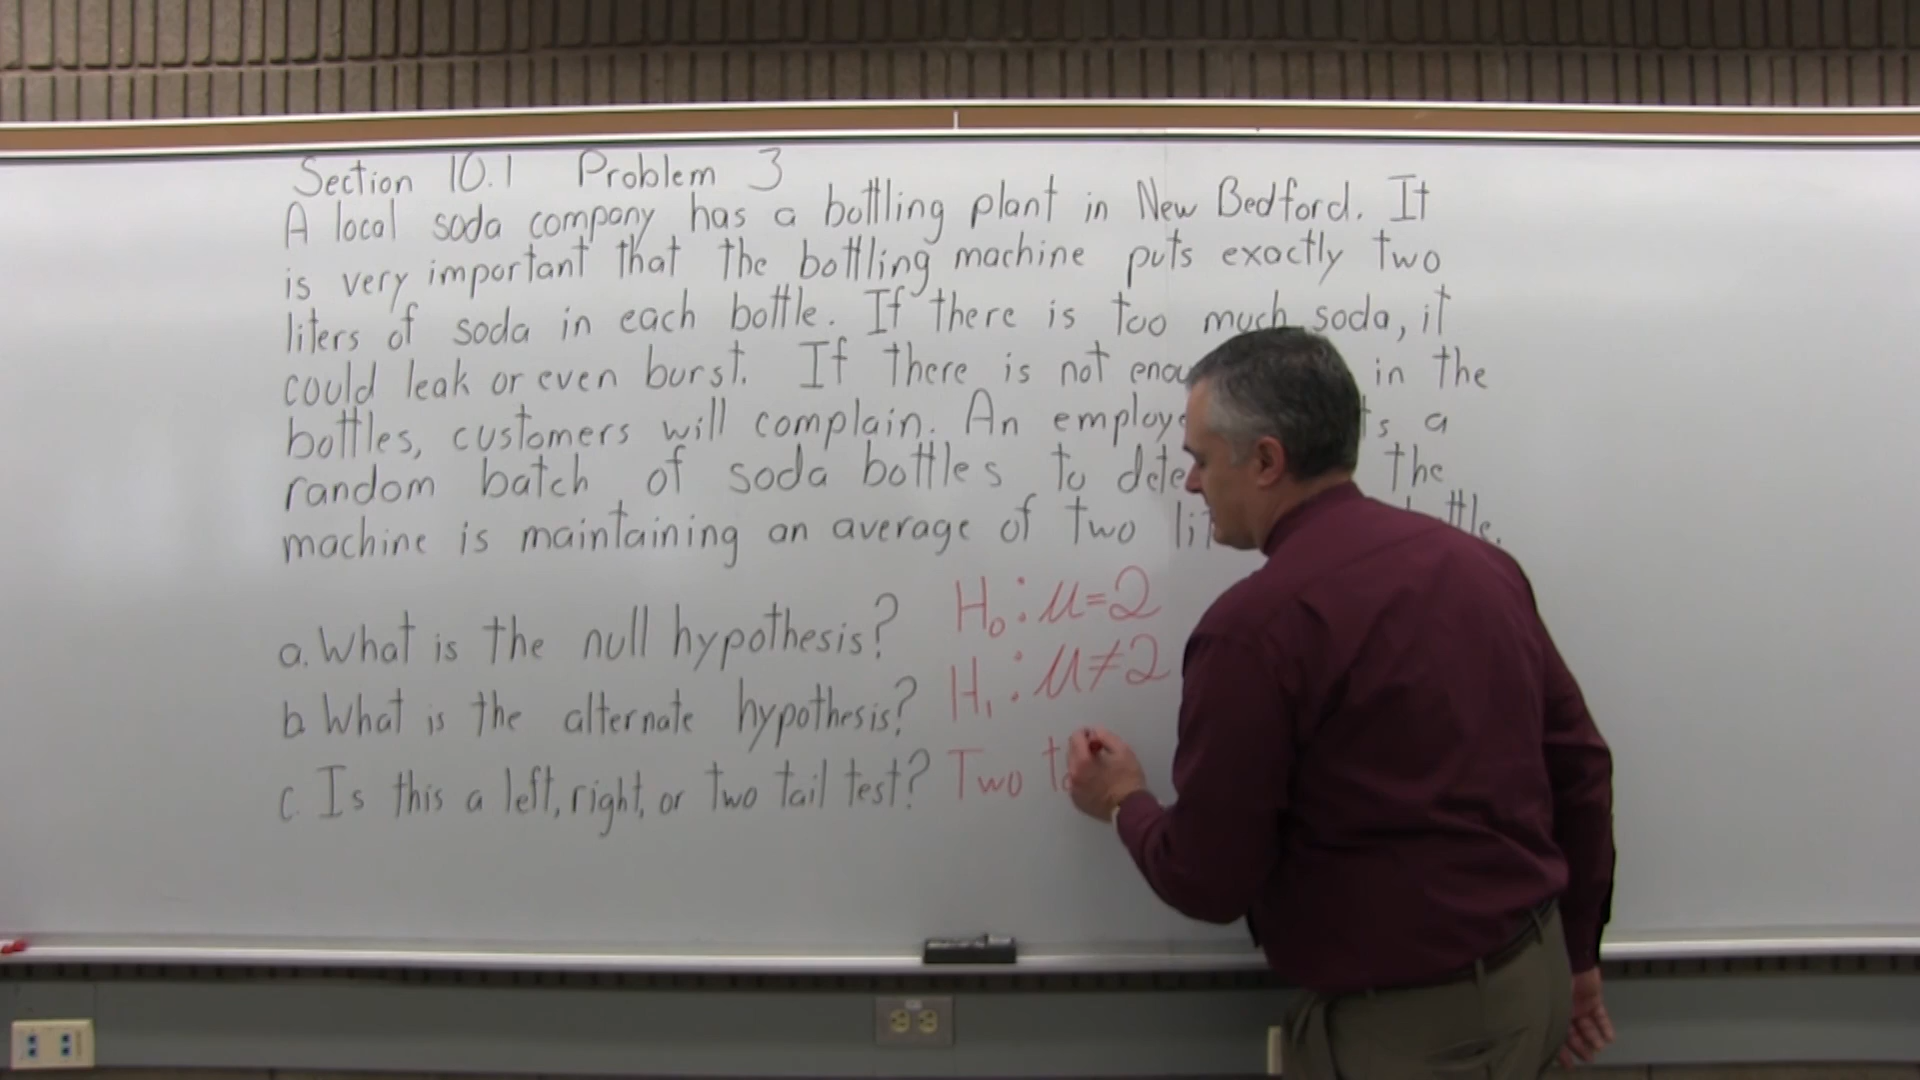 Section 10.1 Problem 3
A local soda company has a bottling plant in New Bedford. It
is very important that the bottling machine puts exactly two
liters of soda in each bottle. If there is too much soda, it
could leak or even burst. If there is not in the
bottles, customers will complain. An a
random batch of soda bottles to the
machine is maintaining an average of two
a. What is the null hypothesis? H₀: μ=2
b. What is the alternate hypothesis? H₁: μ≠2
c. Is this a left, right, or two tail test? Two